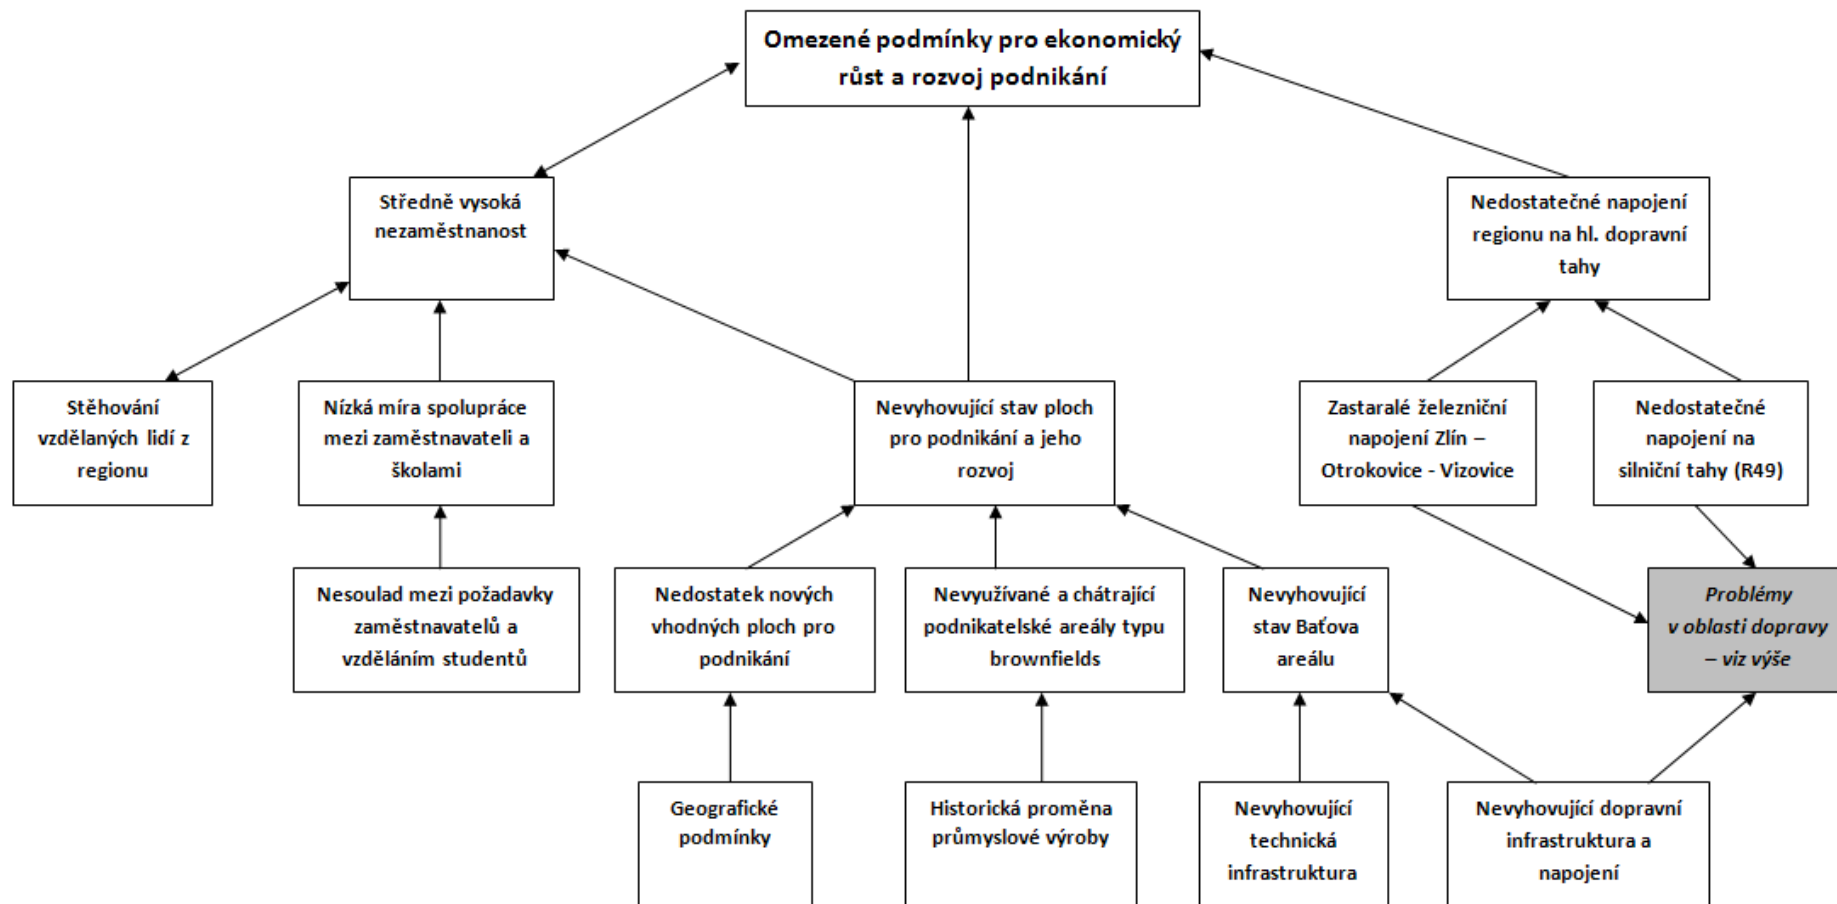 Omezené podmínky pro ekonomický
růst a rozvoj podnikání
Středně vysoká
nezaměstnanost
Nedostatečné napojení
regionu na hl. dopravní
tahy
Stěhování
vzdělaných lidí z
regionu
Nízká míra spolupráce
mezi zaměstnavateli a
školami
Nevyhovující stav ploch
pro podnikání a jeho
rozvoj
Zastaralé železniční
napojení Zlín –
Otrokovice - Vizovice
Nedostatečné
napojení na
silniční tahy (R49)
Nesoulad mezi požadavky
zaměstnavatelů a
vzděláním studentů
Nedostatek nových
vhodných ploch pro
podnikání
Nevyužívané a chátrající
podnikatelské areály typu
brownfields
Nevyhovující
stav Baťova
areálu
Problémy
v oblasti dopravy
– viz výše
Geografické
podmínky
Historická proměna
průmyslové výroby
Nevyhovující
technická
infrastruktura
Nevyhovující dopravní
infrastruktura a
napojení